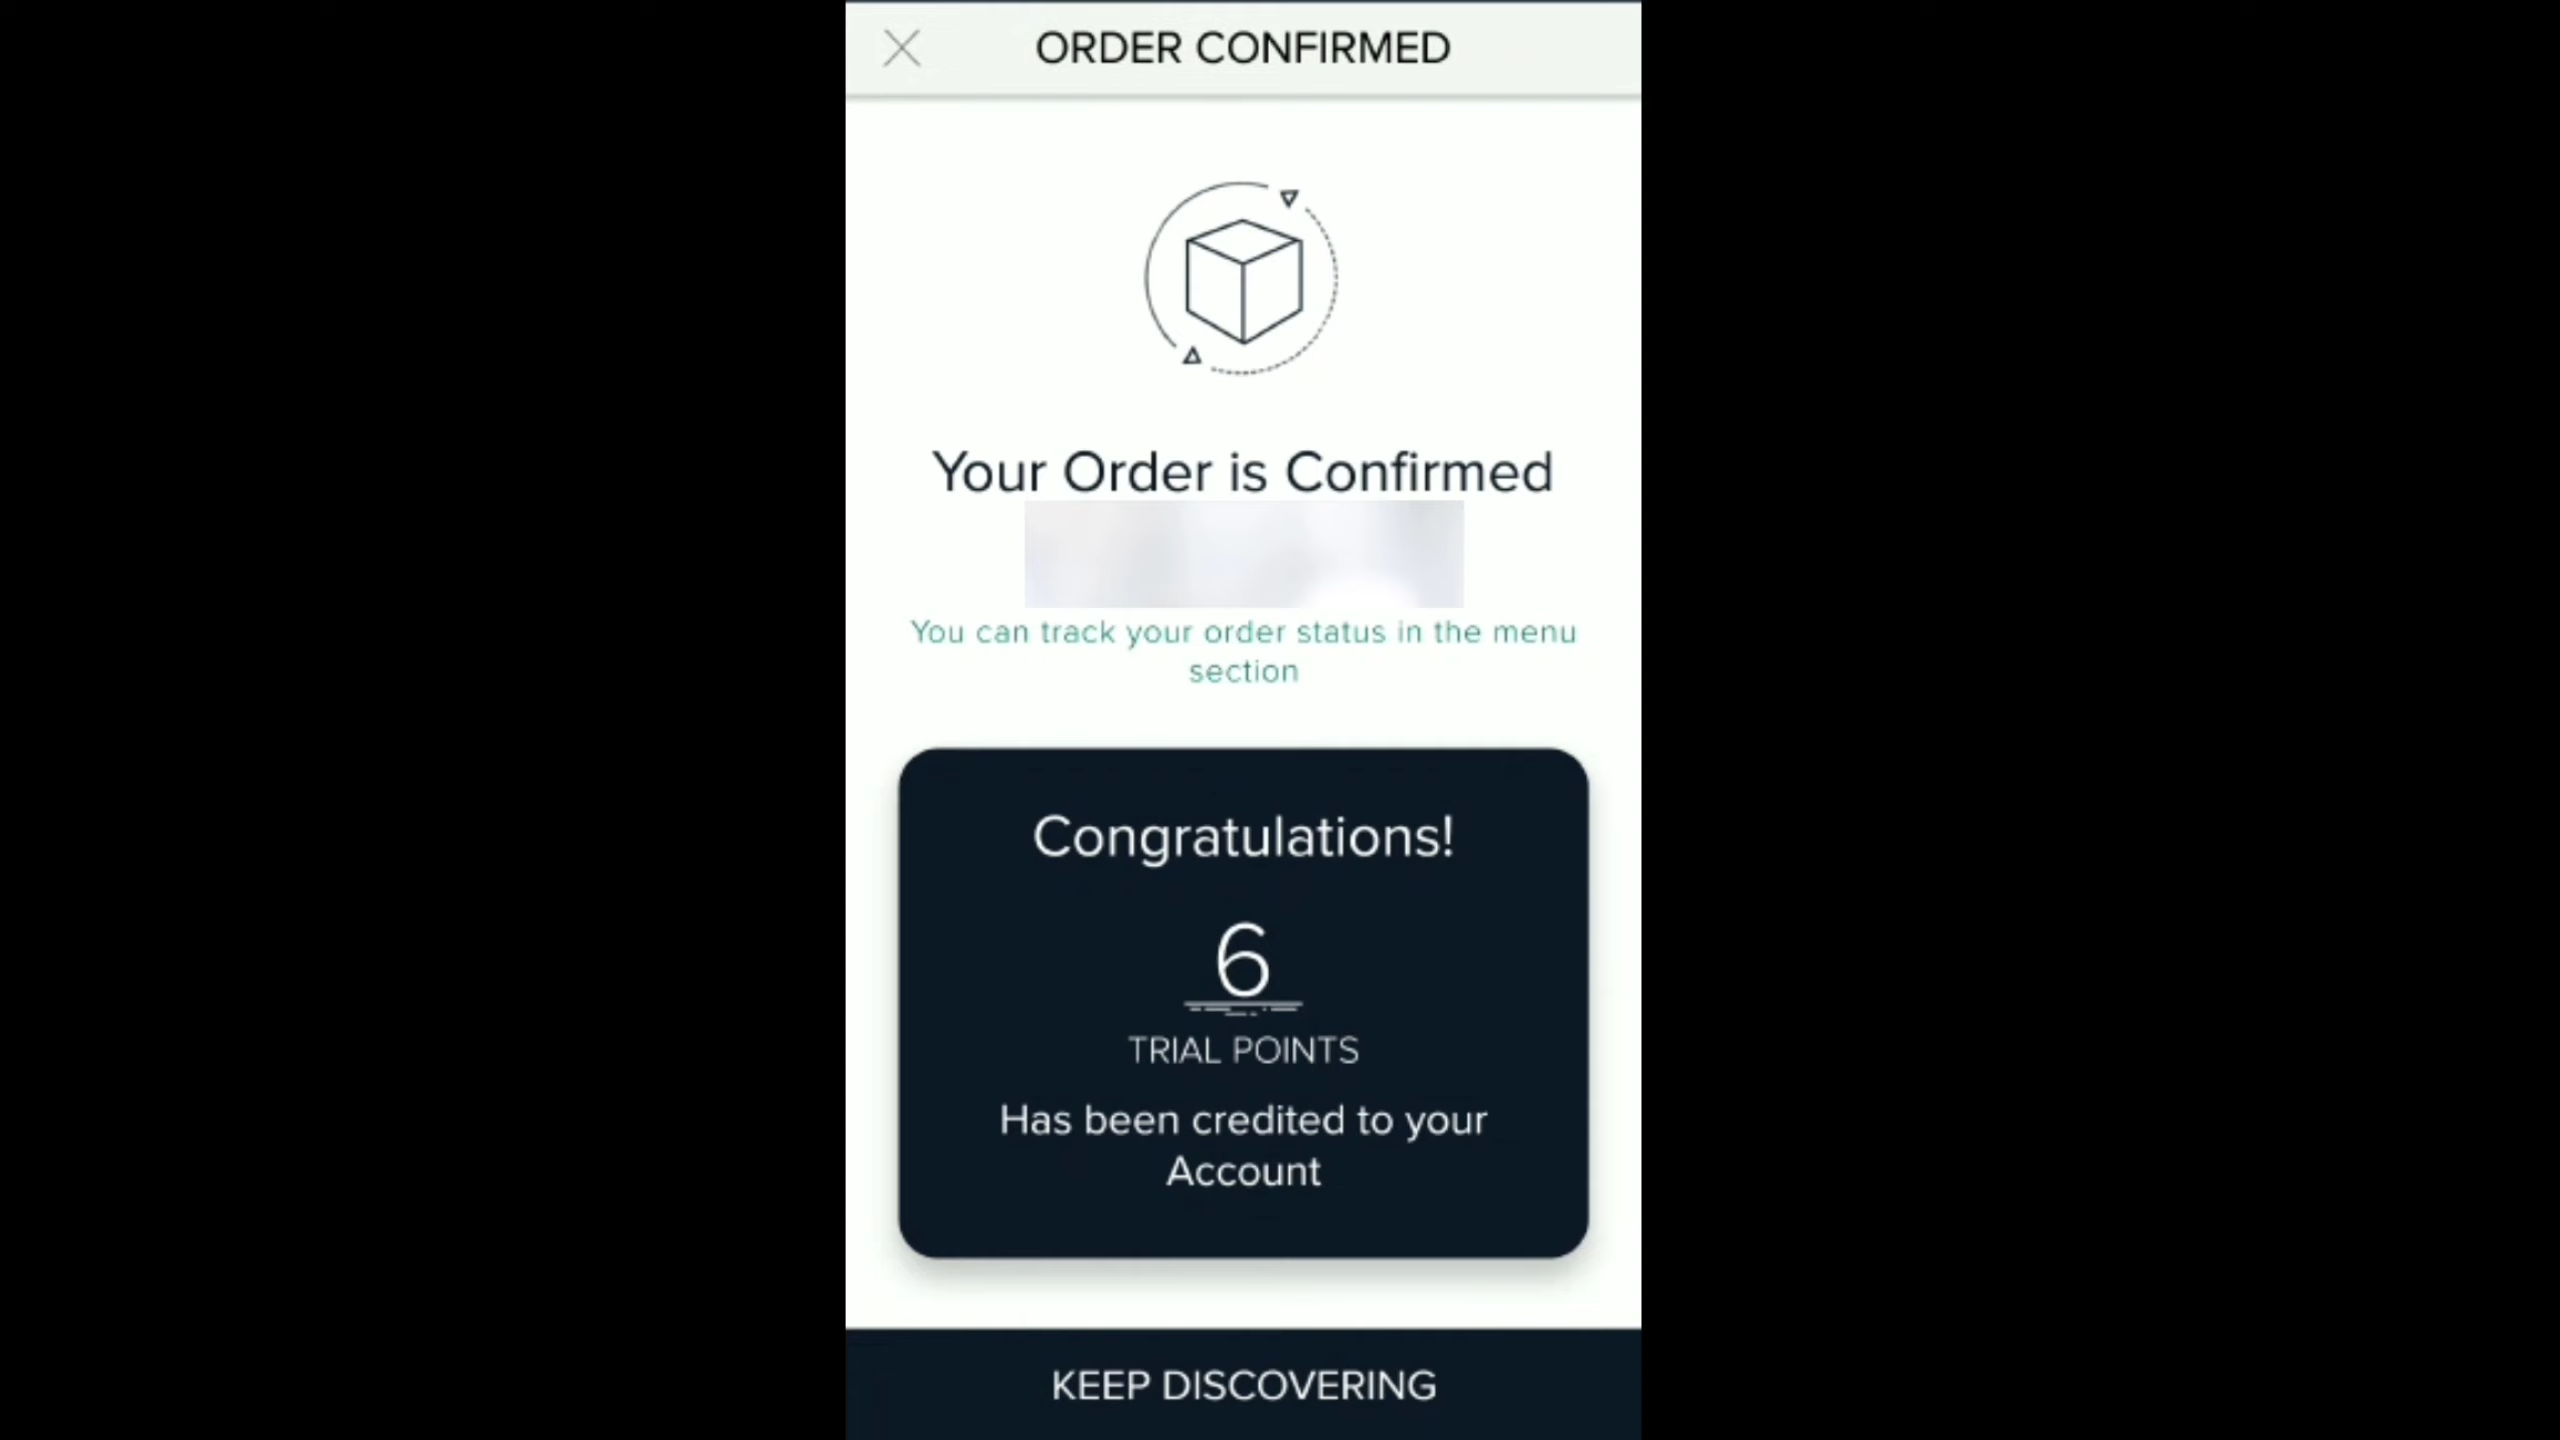 ORDER CONFIRMED
Your Order is Confirmed
You can track your order status in the menu
section
Congratulations!
6
TRIAL POINTS
Has been credited to your
Account
KEEP DISCOVERING